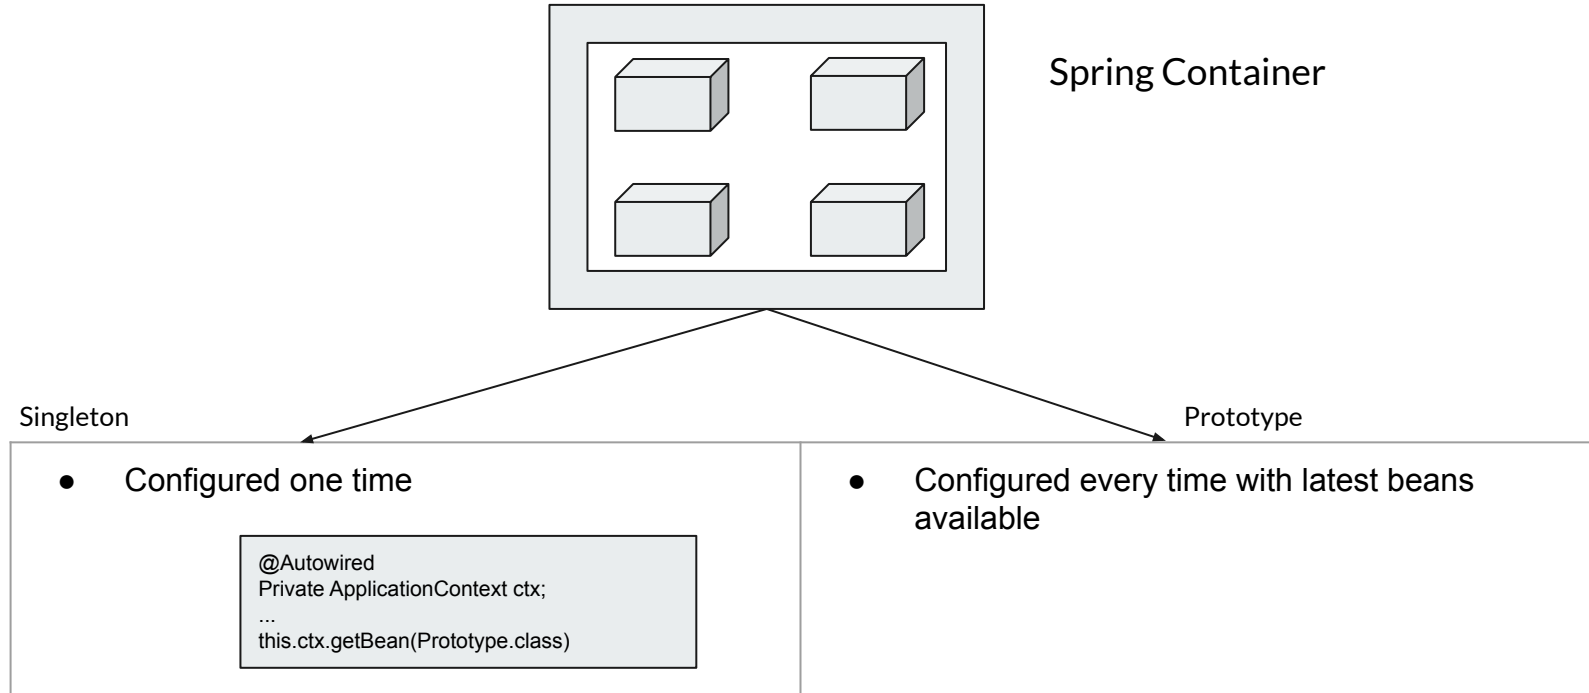 Spring Container
Singleton
Prototype
● Configured one time
@Autowired
Private ApplicationContext ctx;
...
this.ctx.getBean(Prototype.class)
● Configured every time with latest beans
available